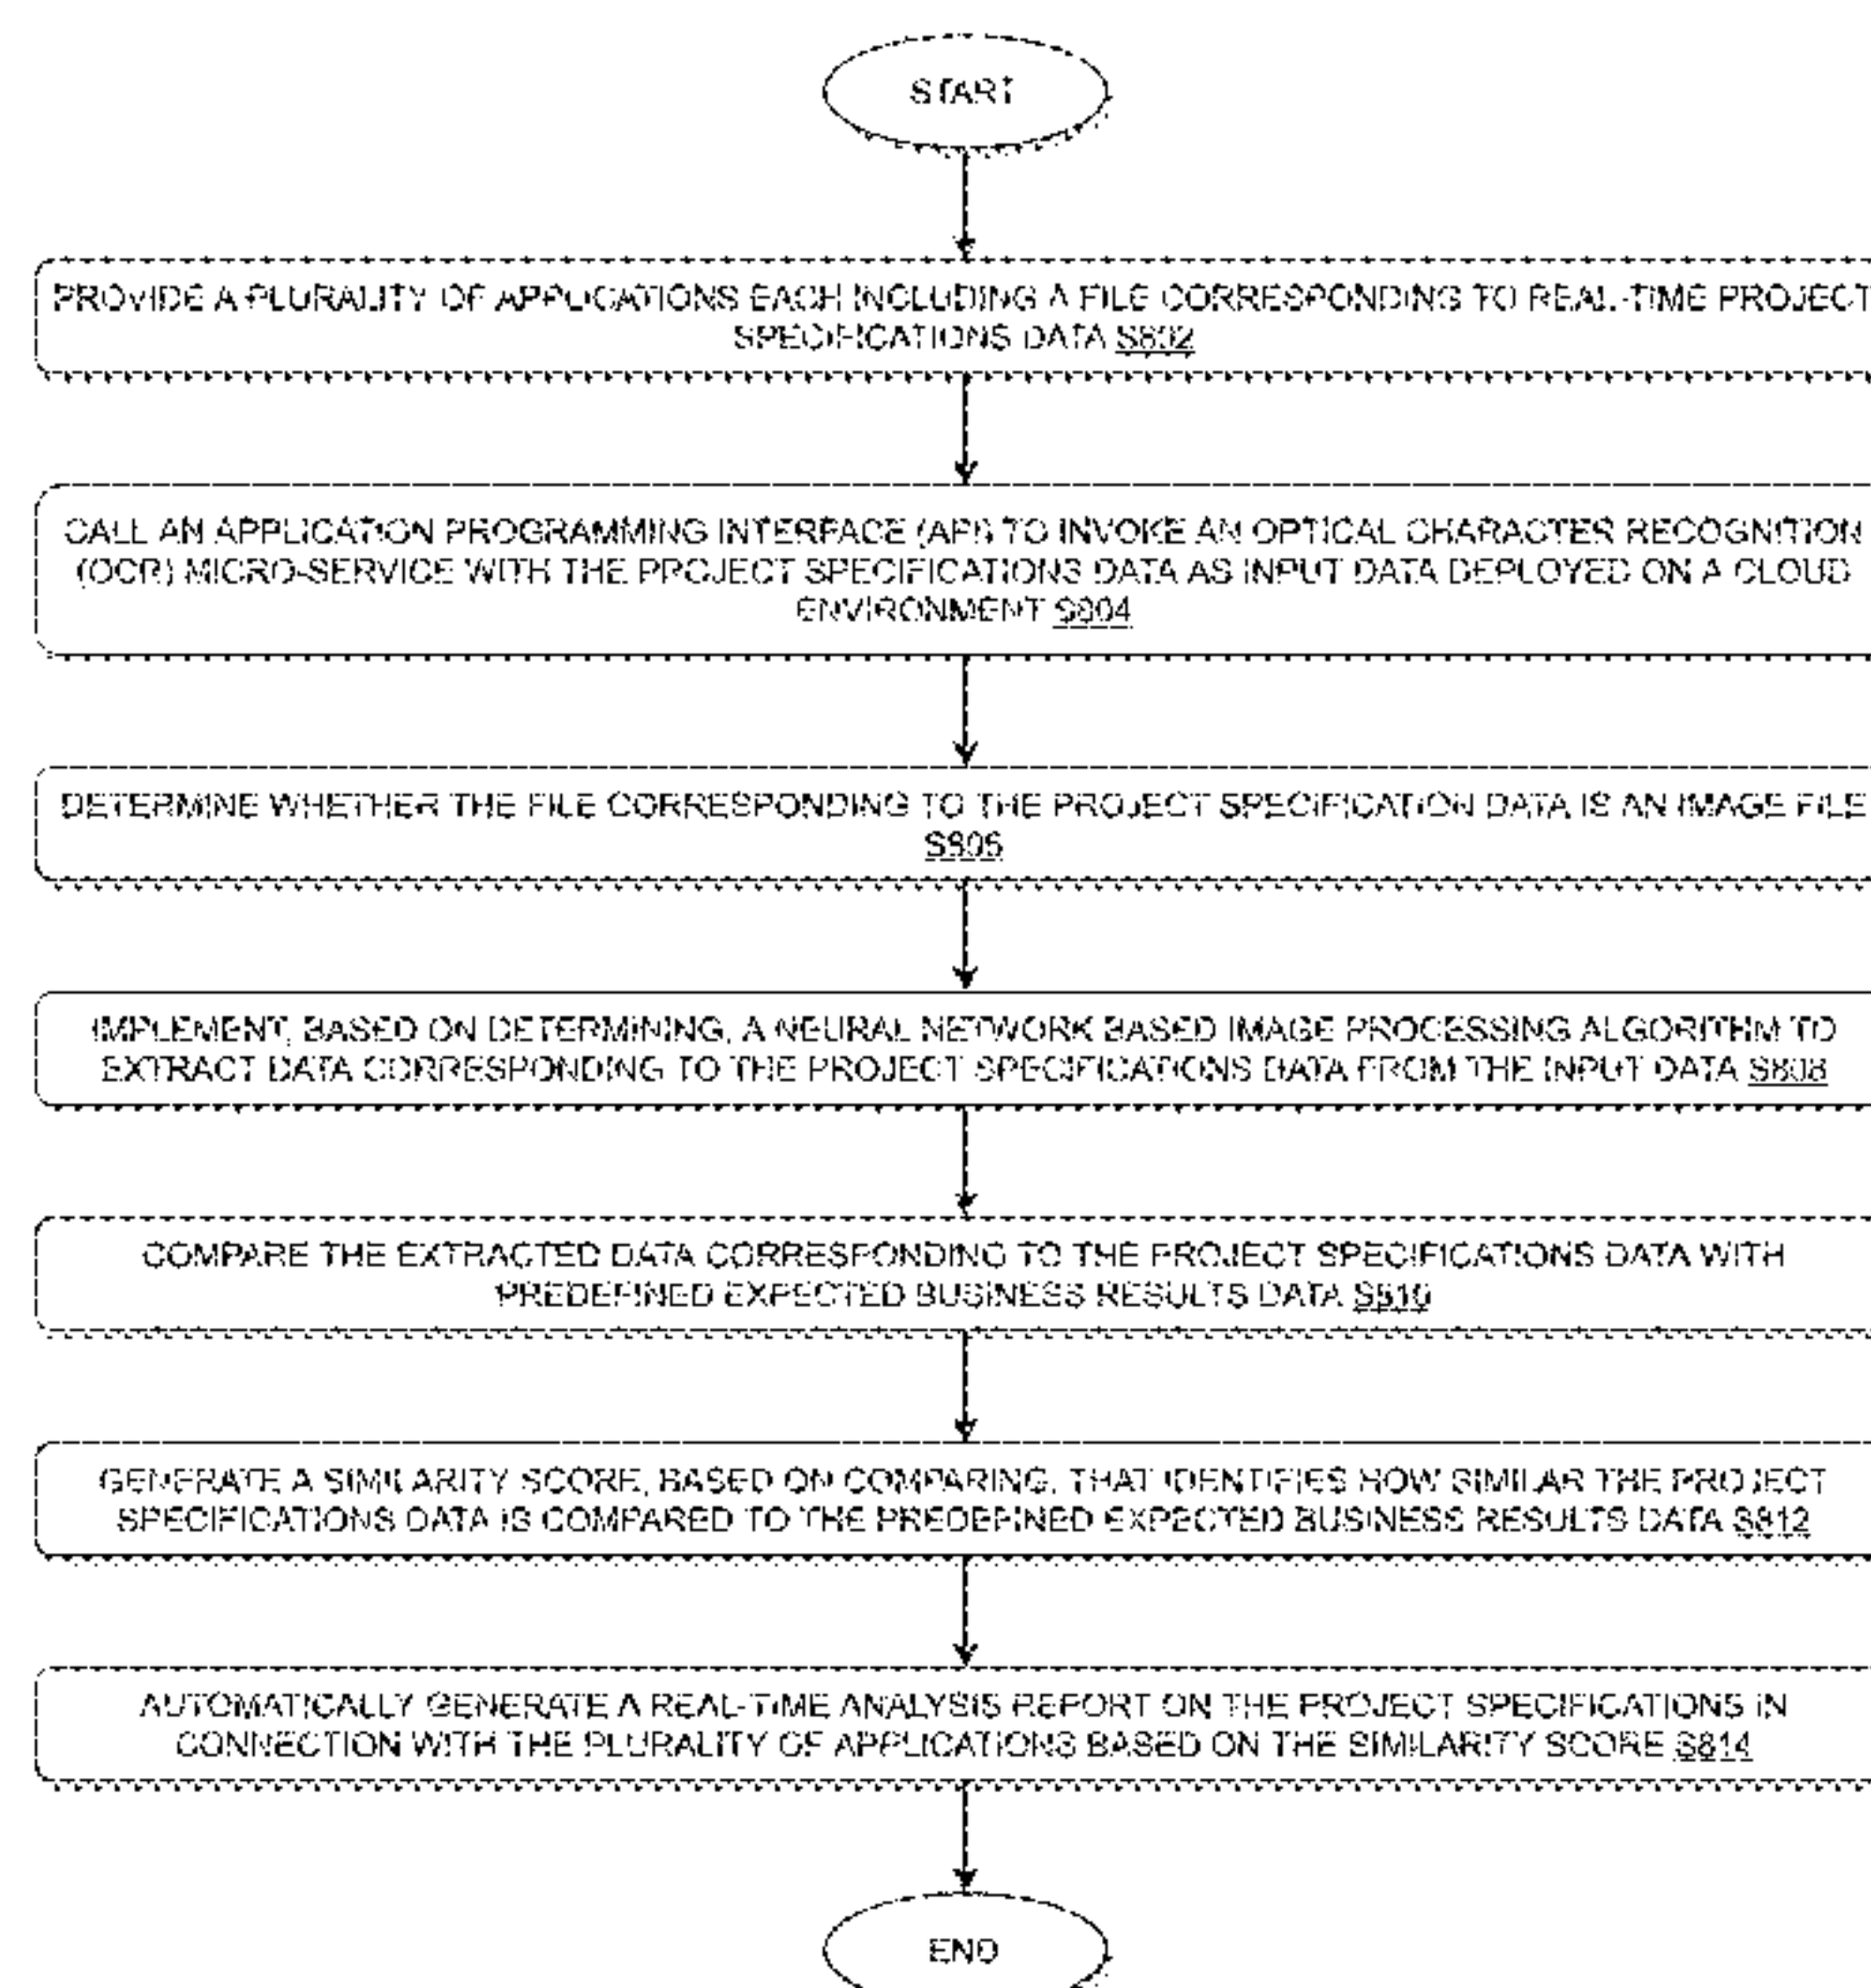 START
PROVIDE A PLURALITY OF APPLICATIONS EACH INCLUDING A FILE CORRESPONDING TO REAL-TIME PROJECT
SPECIFICATIONS DATA S802
CALL AN APPLICATION PROGRAMMING INTERFACE (API) TO INVOKE AN OPTICAL CHARACTER RECOGNITION
(OCR) MICRO-SERVICE WITH THE PROJECT SPECIFICATIONS DATA AS INPUT DATA DEPLOYED ON A CLOUD
ENVIRONMENT S804
DETERMINE WHETHER THE FILE CORRESPONDING TO THE PROJECT SPECIFICATION DATA IS AN IMAGE FILE
S806
IMPLEMENT, BASED ON DETERMINING, A NEURAL NETWORK BASED IMAGE PROCESSING ALGORITHM TO
EXTRACT DATA CORRESPONDING TO THE PROJECT SPECIFICATIONS DATA FROM THE INPUT DATA S808
COMPARE THE EXTRACTED DATA CORRESPONDING TO THE PROJECT SPECIFICATIONS DATA WITH
PREDEFINED EXPECTED BUSINESS RESULTS DATA S810
GENERATE A SIMILARITY SCORE, BASED ON COMPARING, THAT IDENTIFIES HOW SIMILAR THE PROJECT
SPECIFICATIONS DATA IS COMPARED TO THE PREDEFINED EXPECTED BUSINESS RESULTS DATA S812
AUTOMATICALLY GENERATE A REAL-TIME ANALYSIS REPORT ON THE PROJECT SPECIFICATIONS IN
CONNECTION WITH THE PLURALITY OF APPLICATIONS BASED ON THE SIMILARITY SCORE S814
END